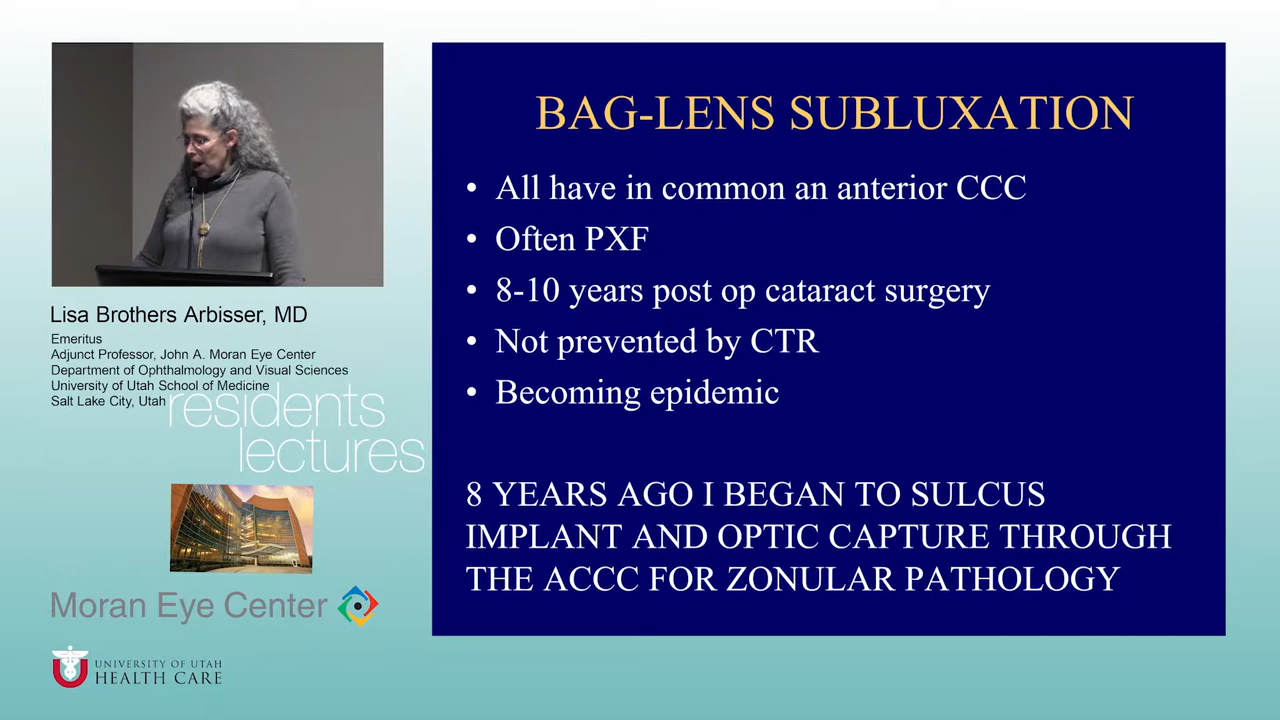 Lisa Brothers Arbisser, MD
Emeritus
Adjunct Professor, John A. Moran Eye Center
Department of Ophthalmology and Visual Sciences
University of Utah School of Medicine
Salt Lake City, Utah
residents
lectures
Moran Eye Center
UNIVERSITY OF UTAH
HEALTH CARE
BAG-LENS SUBLUXATION
• All have in common an anterior CCC
• Often PXF
• 8-10 years post op cataract surgery
• Not prevented by CTR
• Becoming epidemic
8 YEARS AGO I BEGAN TO SULCUS
IMPLANT AND OPTIC CAPTURE THROUGH
THE ACCC FOR ZONULAR PATHOLOGY